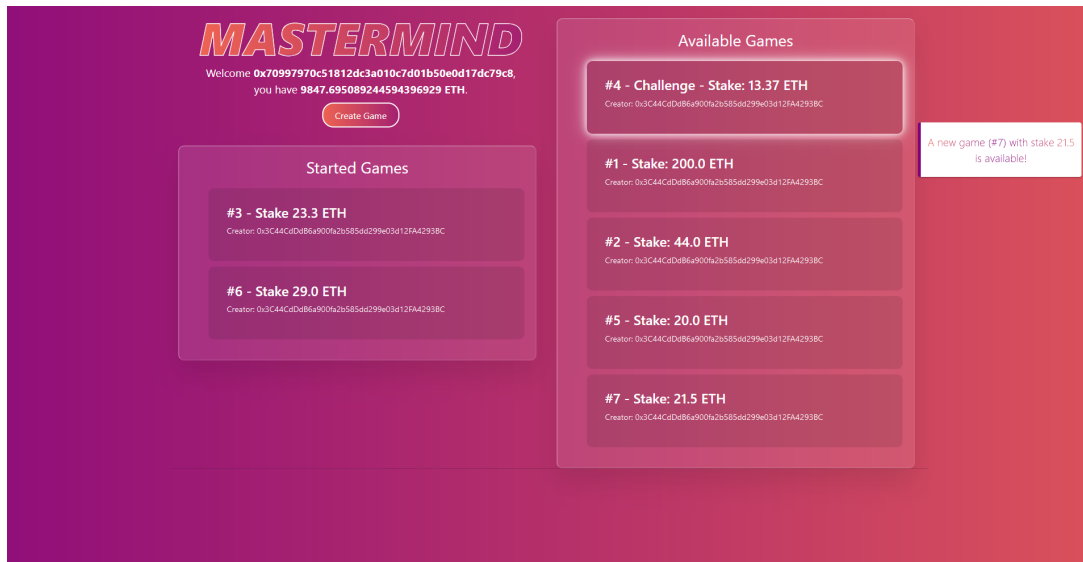 MASTERMIND
Welcome 0x70997970c51812dc3a010c7d01b50e0d17dc79c8,
you have 9847.695089244594396929 ETH.
Create Game
Started Games
#3 - Stake 23.3 ETH
Creator: 0x3C44CdDdB6a900fa2b585dd299e03d12FA4293BC
#6 - Stake 29.0 ETH
Creator: 0x3C44CdDdB6a900fa2b585dd299e03d12FA4293BC
Available Games
#4 - Challenge - Stake: 13.37 ETH
Creator: 0x3C44CdDdB6a900fa2b585dd299e03d12FA4293BC
#1 - Stake: 200.0 ETH
Creator: 0x3C44CdDdB6a900fa2b585dd299e03d12FA4293BC
#2 - Stake: 44.0 ETH
Creator: 0x3C44CdDdB6a900fa2b585dd299e03d12FA4293BC
#5 - Stake: 20.0 ETH
Creator: 0x3C44CdDdB6a900fa2b585dd299e03d12FA4293BC
#7 - Stake: 21.5 ETH
Creator: 0x3C44CdDdB6a900fa2b585dd299e03d12FA4293BC
A new game (#7) with stake 21.5
is available!